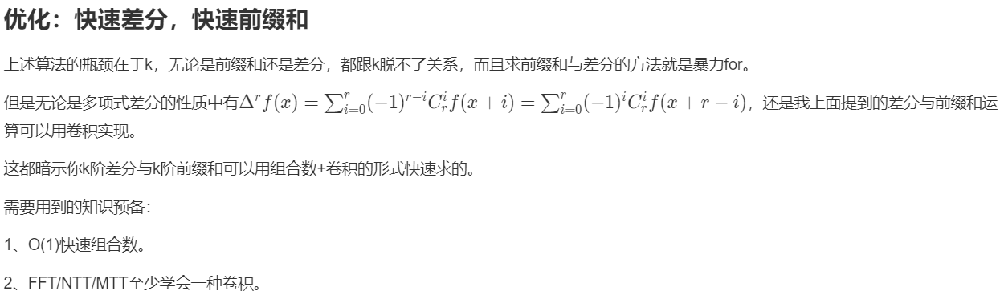 优化：快速差分，快速前缀和
上述算法的瓶颈在于k，无论是前缀和还是差分，都跟k脱不了关系，而且求前缀和与差分的方法就是暴力for。
但是无论是多项式差分的性质中有$\Delta^r f(x) = \sum_{i=0}^{r} (-1)^{r-i} C_r^i f(x+i) = \sum_{i=0}^{r} (-1)^i C_r^i f(x+r-i)$，还是我上面提到的差分与前缀和运
算可以用卷积实现。
这都暗示你k阶差分与k阶前缀和可以用组合数+卷积的形式快速求的。
需要用到的知识预备：
1、O(1)快速组合数。
2、FFT/NTT/MTT至少学会一种卷积。